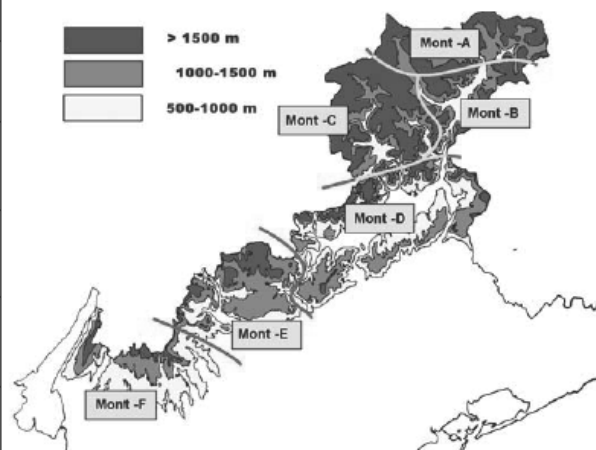 > 1500 m
1000-1500 m
500-1000 m
Mont -A
Mont -B
Mont -C
Mont -D
Mont -E
Mont -F